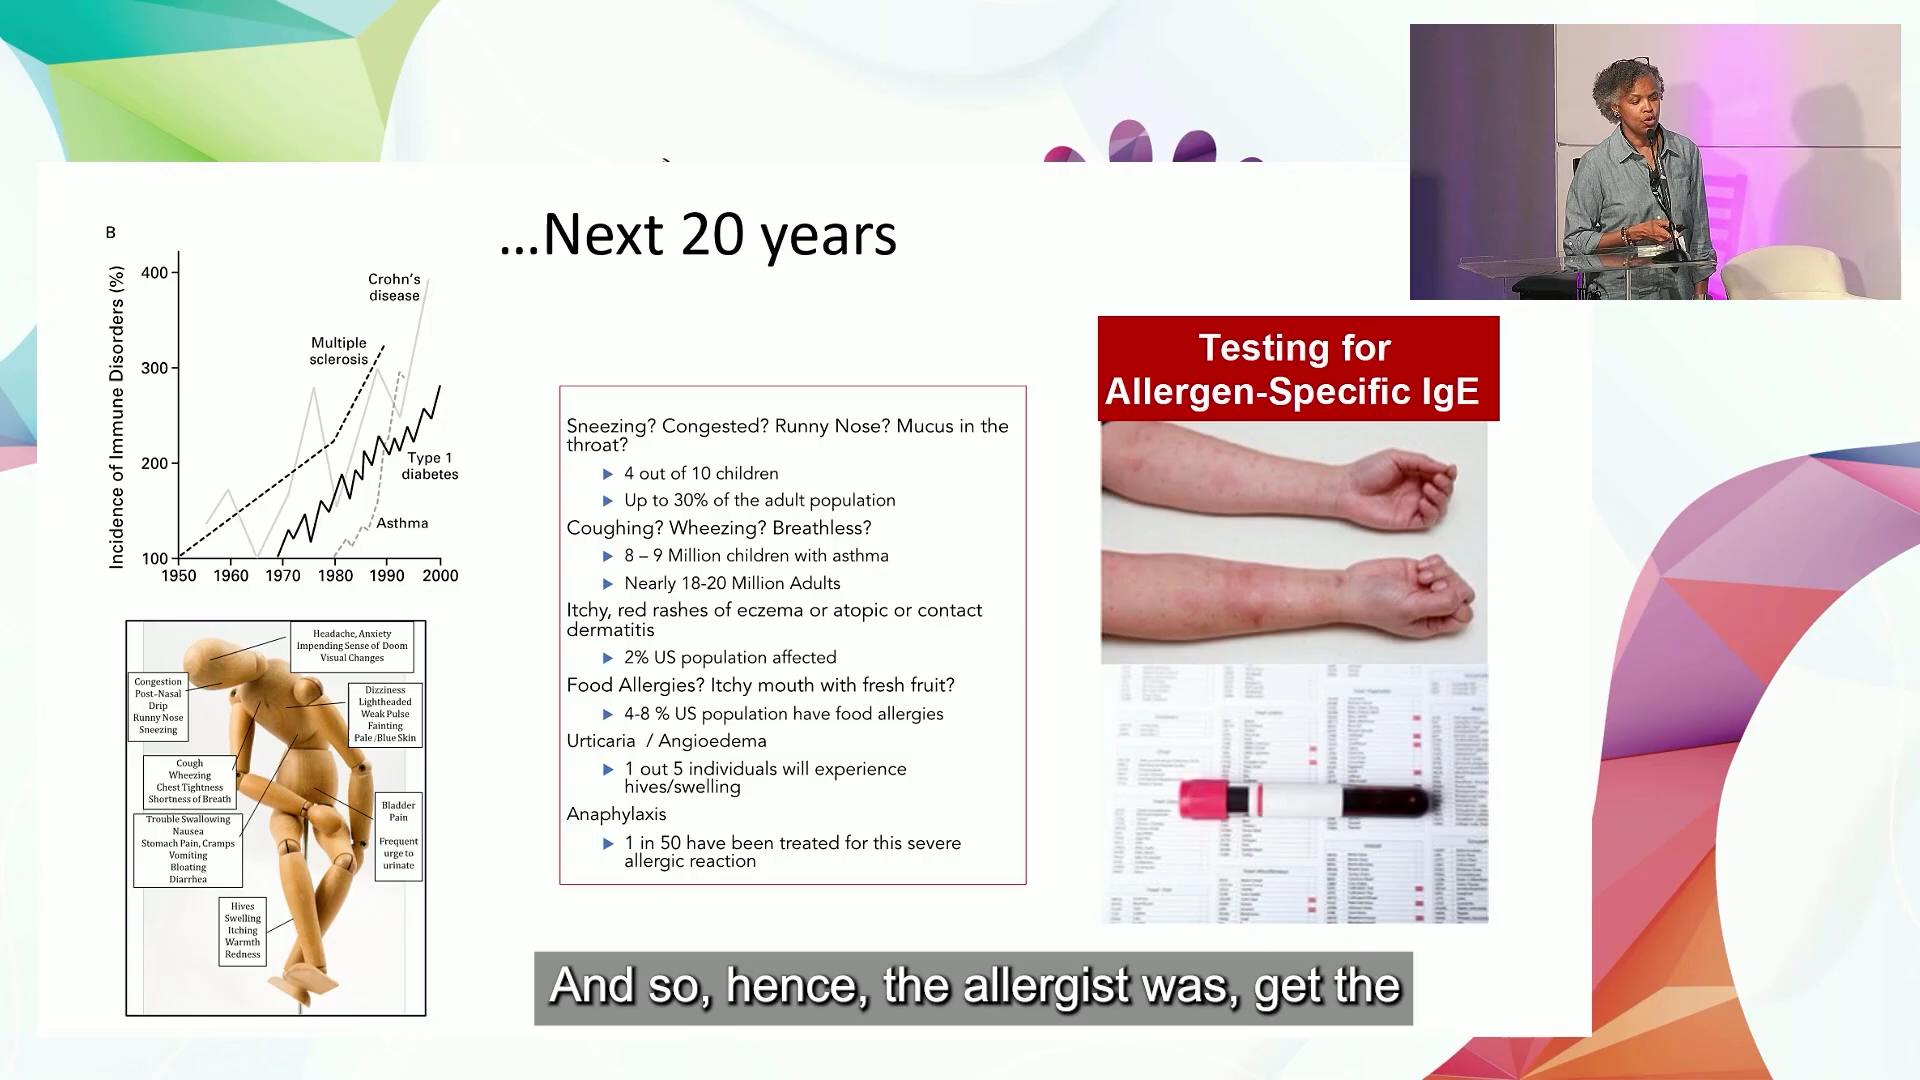 …Next 20 years
B
Incidence of Immune Disorders (%)
400
300
200
100
1950 1960 1970 1980 1990 2000
Crohn's
disease
Multiple
sclerosis
Type 1
diabetes
Asthma
Headache, Anxiety
Impending Sense of Doom
Visual Changes
Congestion
Post-Nasal
Drip
Runny Nose
Sneezing
Dizziness
Lightheaded
Weak Pulse
Fainting
Pale /Blue Skin
Cough
Wheezing
Chest Tightness
Shortness of Breath
Bladder
Pain
Frequent
urge to
urinate
Trouble Swallowing
Nausea
Stomach Pain, Cramps
Vomiting
Bloating
Diarrhea
Hives
Swelling
Itching
Warmth
Redness
Sneezing? Congested? Runny Nose? Mucus in the
throat?
4 out of 10 children
Up to 30% of the adult population
Coughing? Wheezing? Breathless?
8 – 9 Million children with asthma
Nearly 18-20 Million Adults
Itchy, red rashes of eczema or atopic or contact
dermatitis
2% US population affected
Food Allergies? Itchy mouth with fresh fruit?
4-8 % US population have food allergies
Urticaria / Angioedema
1 out 5 individuals will experience
hives/swelling
Anaphylaxis
1 in 50 have been treated for this severe
allergic reaction
Testing for
Allergen-Specific IgE
And so, hence, the allergist was, get the